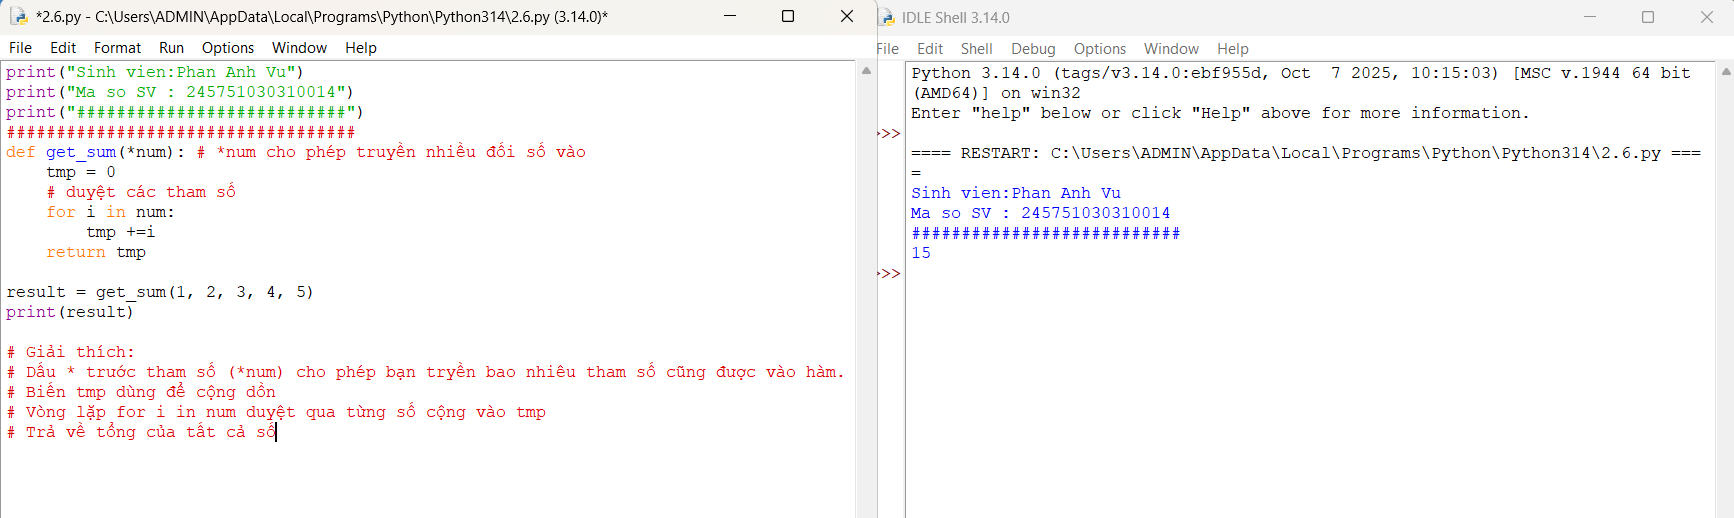 *2.6.py - C:\Users\ADMIN\AppData\Local\Programs\Python\Python314\2.6.py (3.14.0)*
File Edit Format Run Options Window Help
print("Sinh vien:Phan Anh Vu")
print("Ma so SV : 245751030310014")
print("###########################")
###################################
def get_sum(*num): # *num cho phép truyền nhiều đối số vào
    tmp = 0
    # duyệt các tham số
    for i in num:
        tmp +=i
    return tmp
result = get_sum(1, 2, 3, 4, 5)
print(result)
# Giải thích:
# Dấu * trước tham số (*num) cho phép bạn tryền bao nhiêu tham số cũng được vào hàm.
# Biến tmp dùng để cộng dồn
# Vòng lặp for i in num duyệt qua từng số cộng vào tmp
# Trả về tổng của tất cả số
IDLE Shell 3.14.0
File Edit Shell Debug Options Window Help
Python 3.14.0 (tags/v3.14.0:ebf955d, Oct  7 2025, 10:15:03) [MSC v.1944 64 bit
(AMD64)] on win32
Enter "help" below or click "Help" above for more information.
>>>
==== RESTART: C:\Users\ADMIN\AppData\Local\Programs\Python\Python314\2.6.py ===
=
Sinh vien:Phan Anh Vu
Ma so SV : 245751030310014
###########################
15
>>>